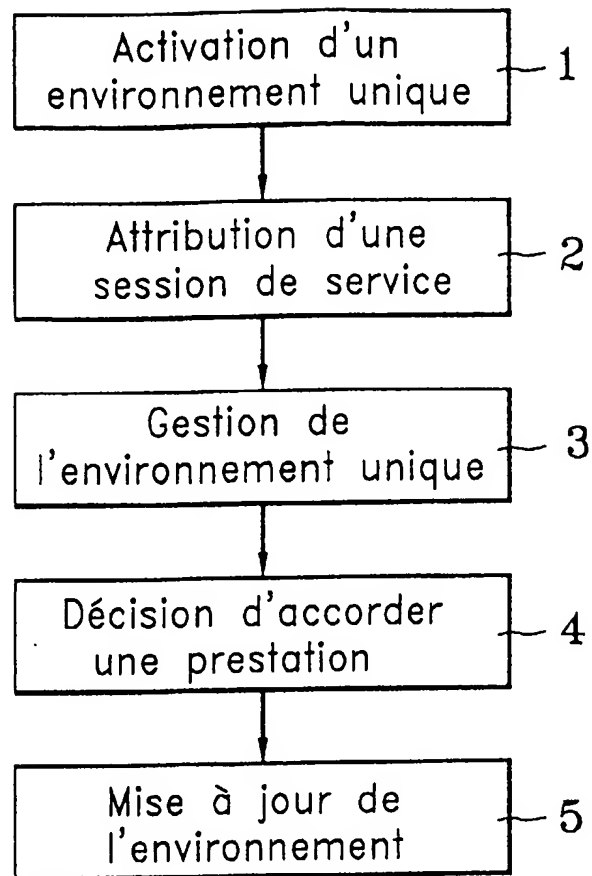 Activation d'un
environnement unique
1
Attribution d'une
session de service
2
Gestion de
l'environnement unique
3
Décision d'accorder
une prestation
4
Mise à jour de
l'environnement
5